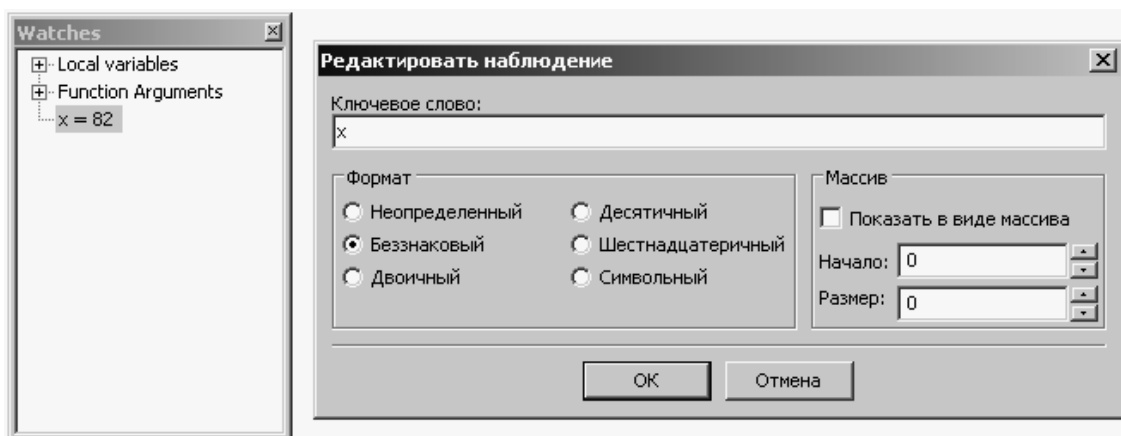 Watches
Local variables
Function Arguments
x = 82
Редактировать наблюдение
Ключевое слово:
x
Формат
Неопределенный
Десятичный
Беззнаковый
Шестнадцатеричный
Двоичный
Символьный
Массив
Показать в виде массива
Начало: 0
Размер: 0
OK
Отмена